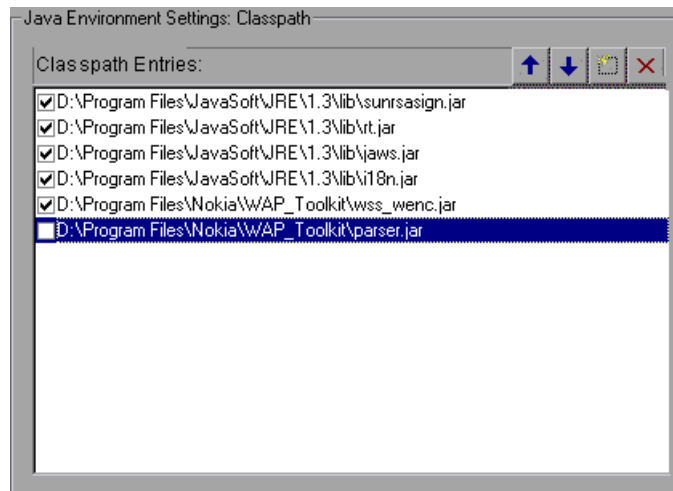 Java Environment Settings: Classpath
Classpath Entries:
D:\Program Files\JavaSoft\JRE\1.3\lib\sunrsasign.jar
D:\Program Files\JavaSoft\JRE\1.3\lib\rt.jar
D:\Program Files\JavaSoft\JRE\1.3\lib\jaws.jar
D:\Program Files\JavaSoft\JRE\1.3\lib\i18n.jar
D:\Program Files\Nokia\WAP_Toolkit\wss_wenc.jar
D:\Program Files\Nokia\WAP_Toolkit\parser.jar